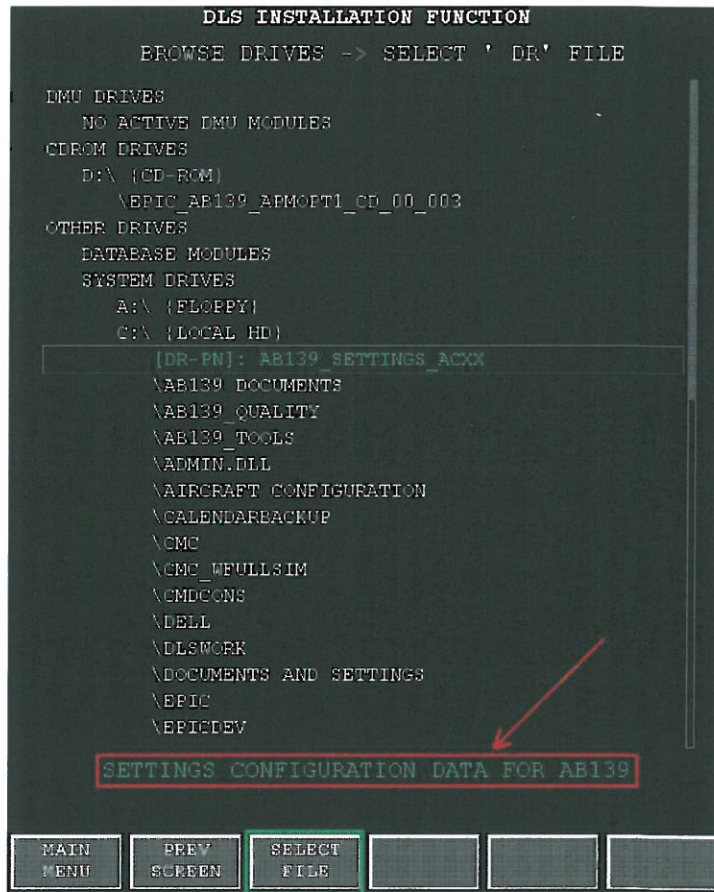 DLS INSTALLATION FUNCTION
BROWSE DRIVES -> SELECT ' DR' FILE
DMU DRIVES
NO ACTIVE DMU MODULES
CDROM DRIVES
D:\ {CD-ROM}
\EPIC_AB139_APMOPT1_CD_00_003
OTHER DRIVES
DATABASE MODULES
SYSTEM DRIVES
A:\ {FLOPPY}
C:\ {LOCAL HD}
[DR-PN]: AB139_SETTINGS_ACXX
\AB139 DOCUMENTS
\AB139_QUALITY
\AB139_TOOLS
\ADMIN.DLL
\AIRCRAFT CONFIGURATION
\CALENDARBACKUP
\CMC
\CMC_WFULLSIM
\CMDCONS
\DELL
\DLSWORK
\DOCUMENTS AND SETTINGS
\EPIC
\EPICDEV
SETTINGS CONFIGURATION DATA FOR AB139
MAIN MENU
PREV SCREEN
SELECT FILE